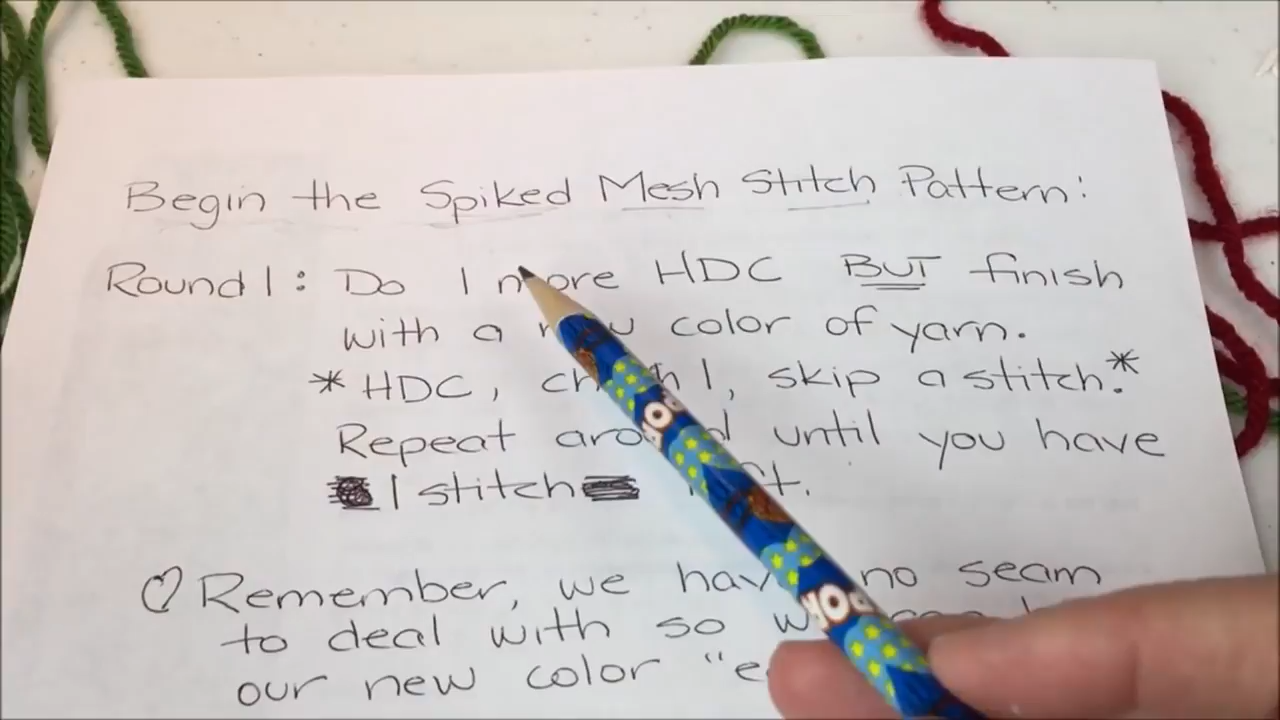 Begin the Spiked Mesh Stitch Pattern:
Round 1: Do 1 more HDC BUT finish
with a color of yarn.
* HDC, 1, skip a stitch.*
Repeat until you have
1 stitch
♡ Remember, we have no seam
to deal with so
our new color